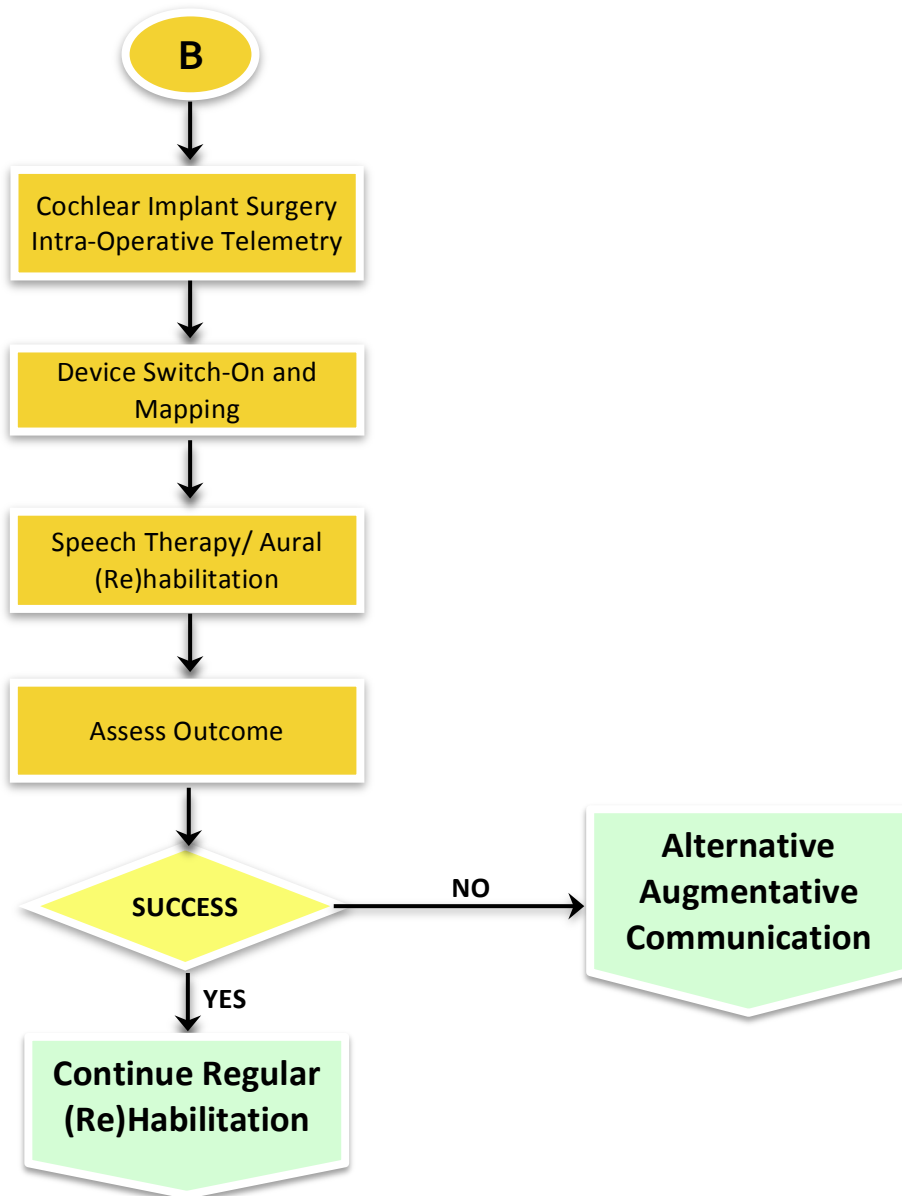 B
Cochlear Implant Surgery
Intra-Operative Telemetry
Device Switch-On and
Mapping
Speech Therapy/ Aural
(Re)habilitation
Assess Outcome
SUCCESS
NO
Alternative
Augmentative
Communication
YES
Continue Regular
(Re)Habilitation